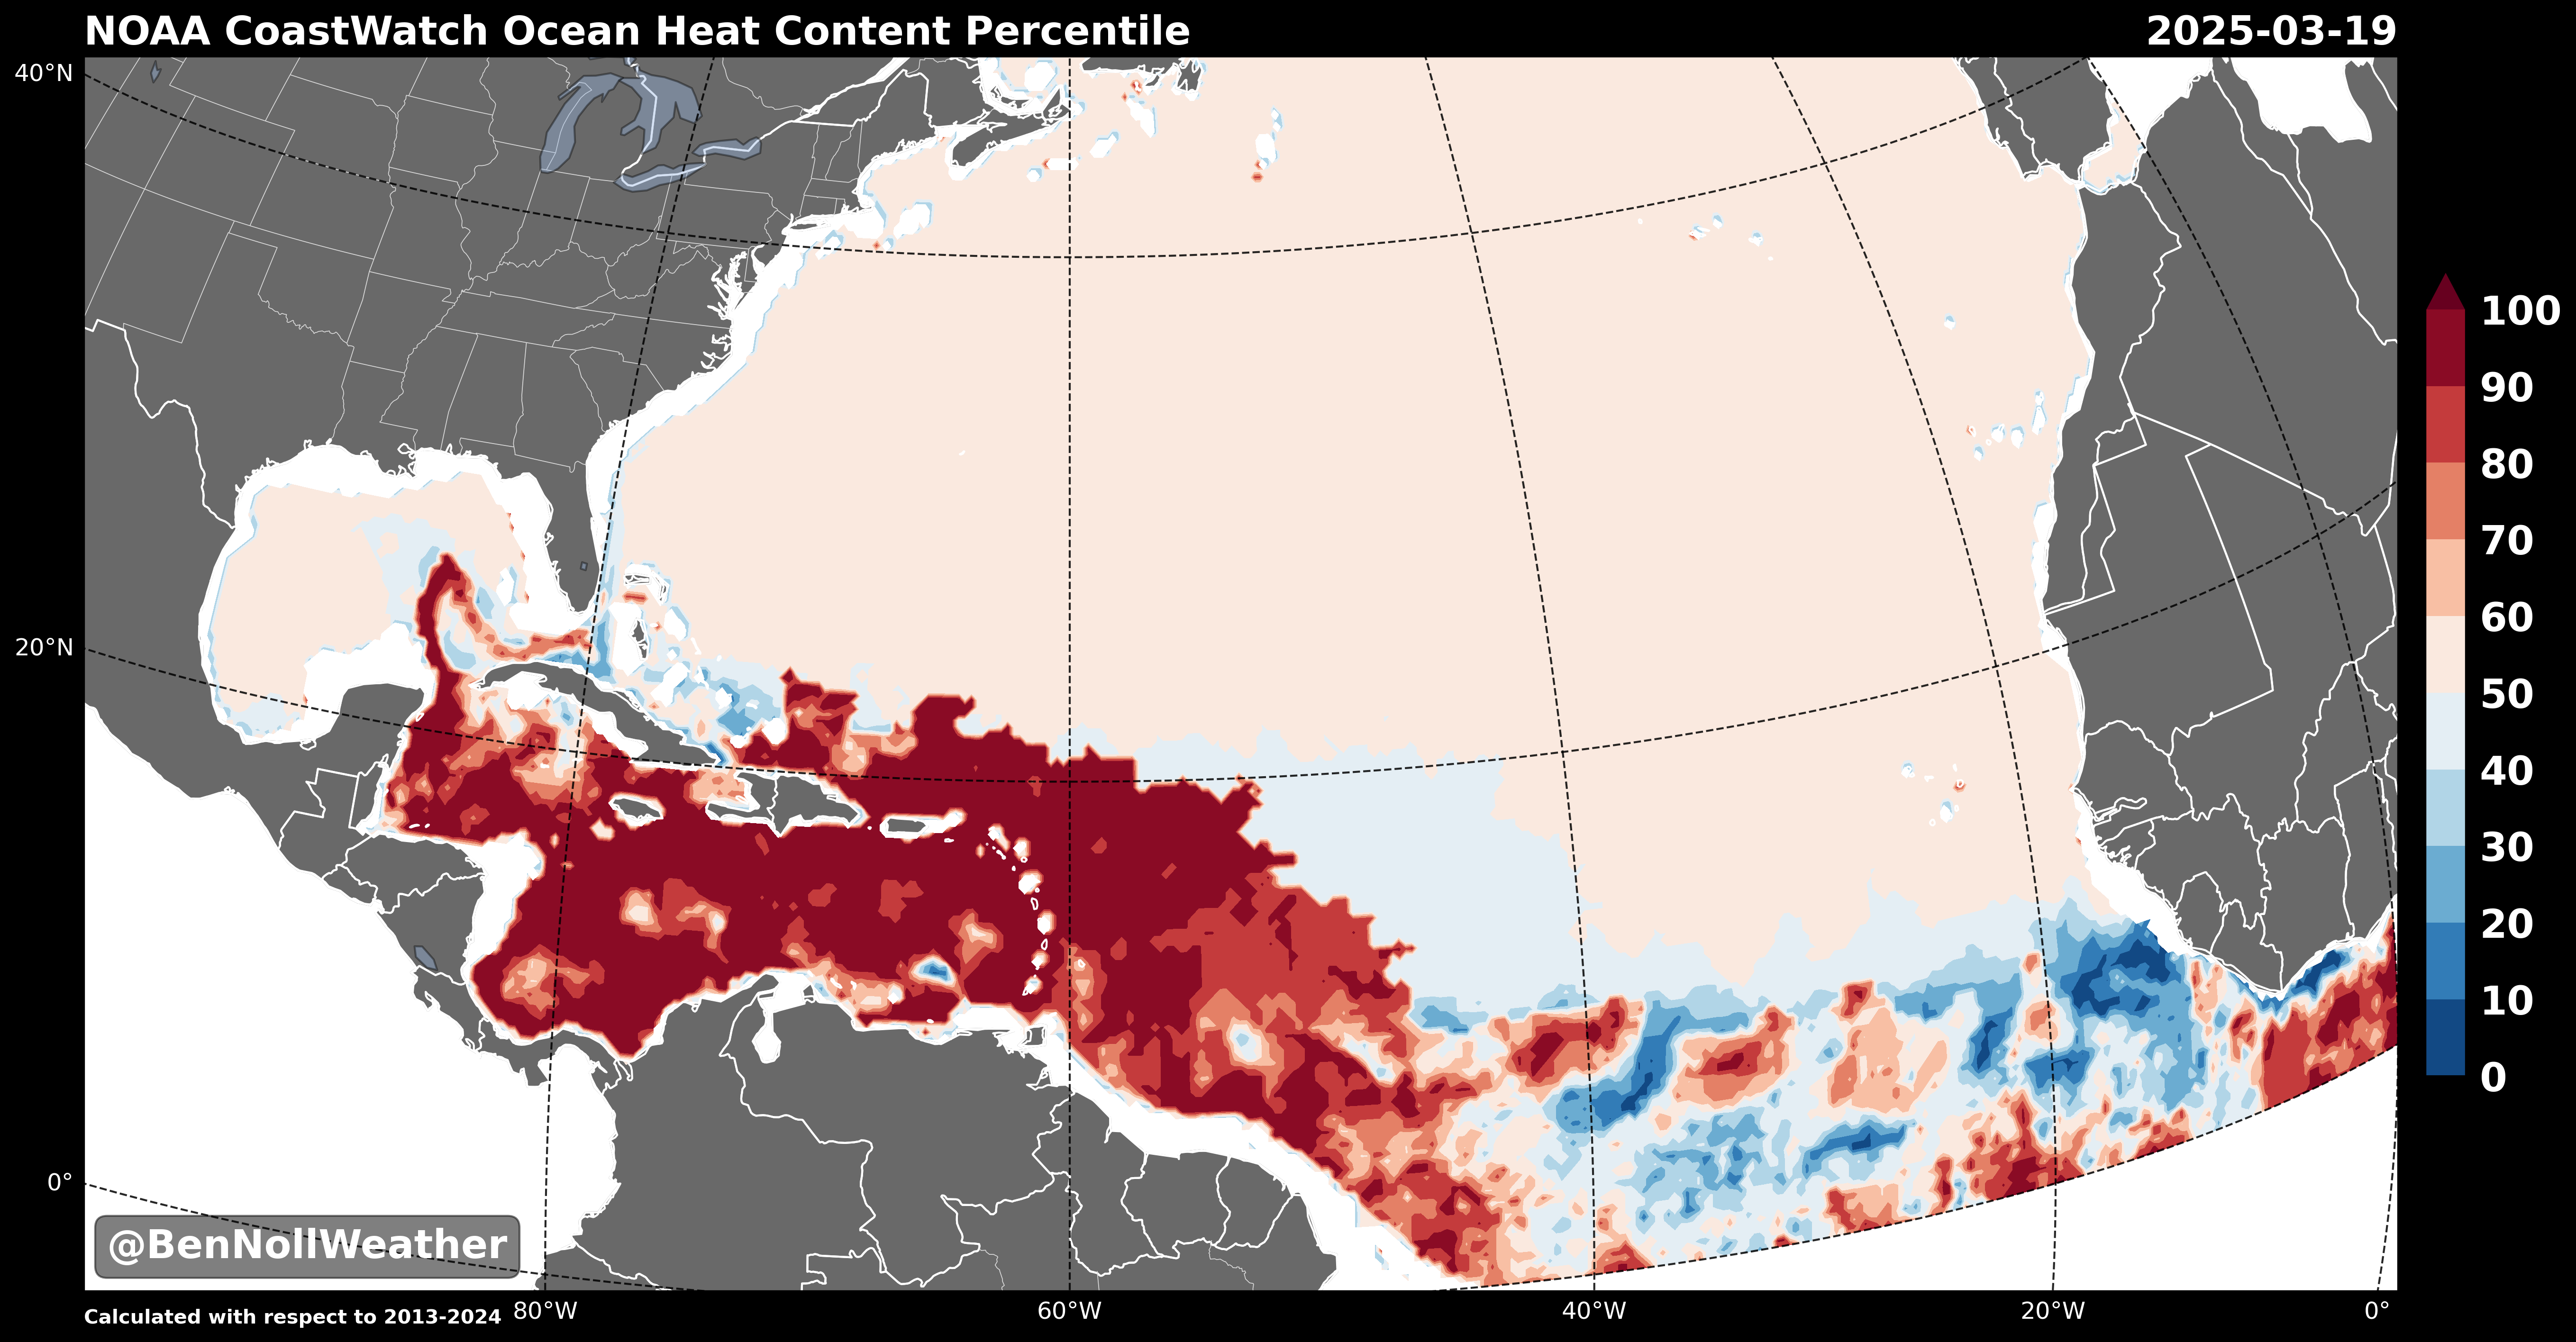 NOAA CoastWatch Ocean Heat Content Percentile 2025-03-19
40°N
20°N
0°
100
90
80
70
60
50
40
30
20
10
0
@BenNollWeather
Calculated with respect to 2013-2024
80°W 60°W 40°W 20°W 0°